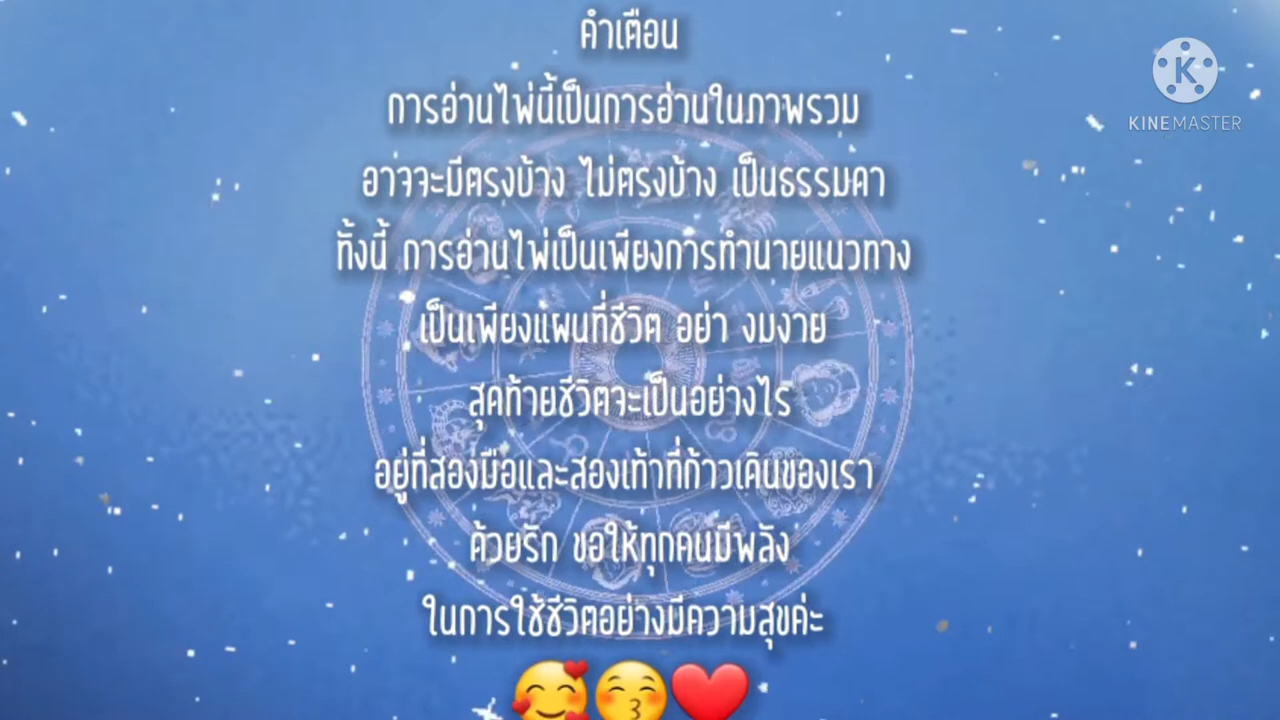 คำเตือน
การอ่านไพ่นี้เป็นการอ่านในภาพรวม
อาจจะมีตรงบ้าง ไม่ตรงบ้าง เป็นธรรมดา
ทั้งนี้ การอ่านไพ่เป็นเพียงการทำนายแนวทาง
เป็นเพียงแผนที่ชีวิต อย่า งมงาย
สุดท้ายชีวิตจะเป็นอย่างไร
อยู่ที่สองมือและสองเท้าที่ก้าวเดินของเรา
ด้วยรัก ขอให้ทุกคนมีพลัง
ในการใช้ชีวิตอย่างมีความสุขค่ะ
🥰😚❤️
K
KINEMASTER